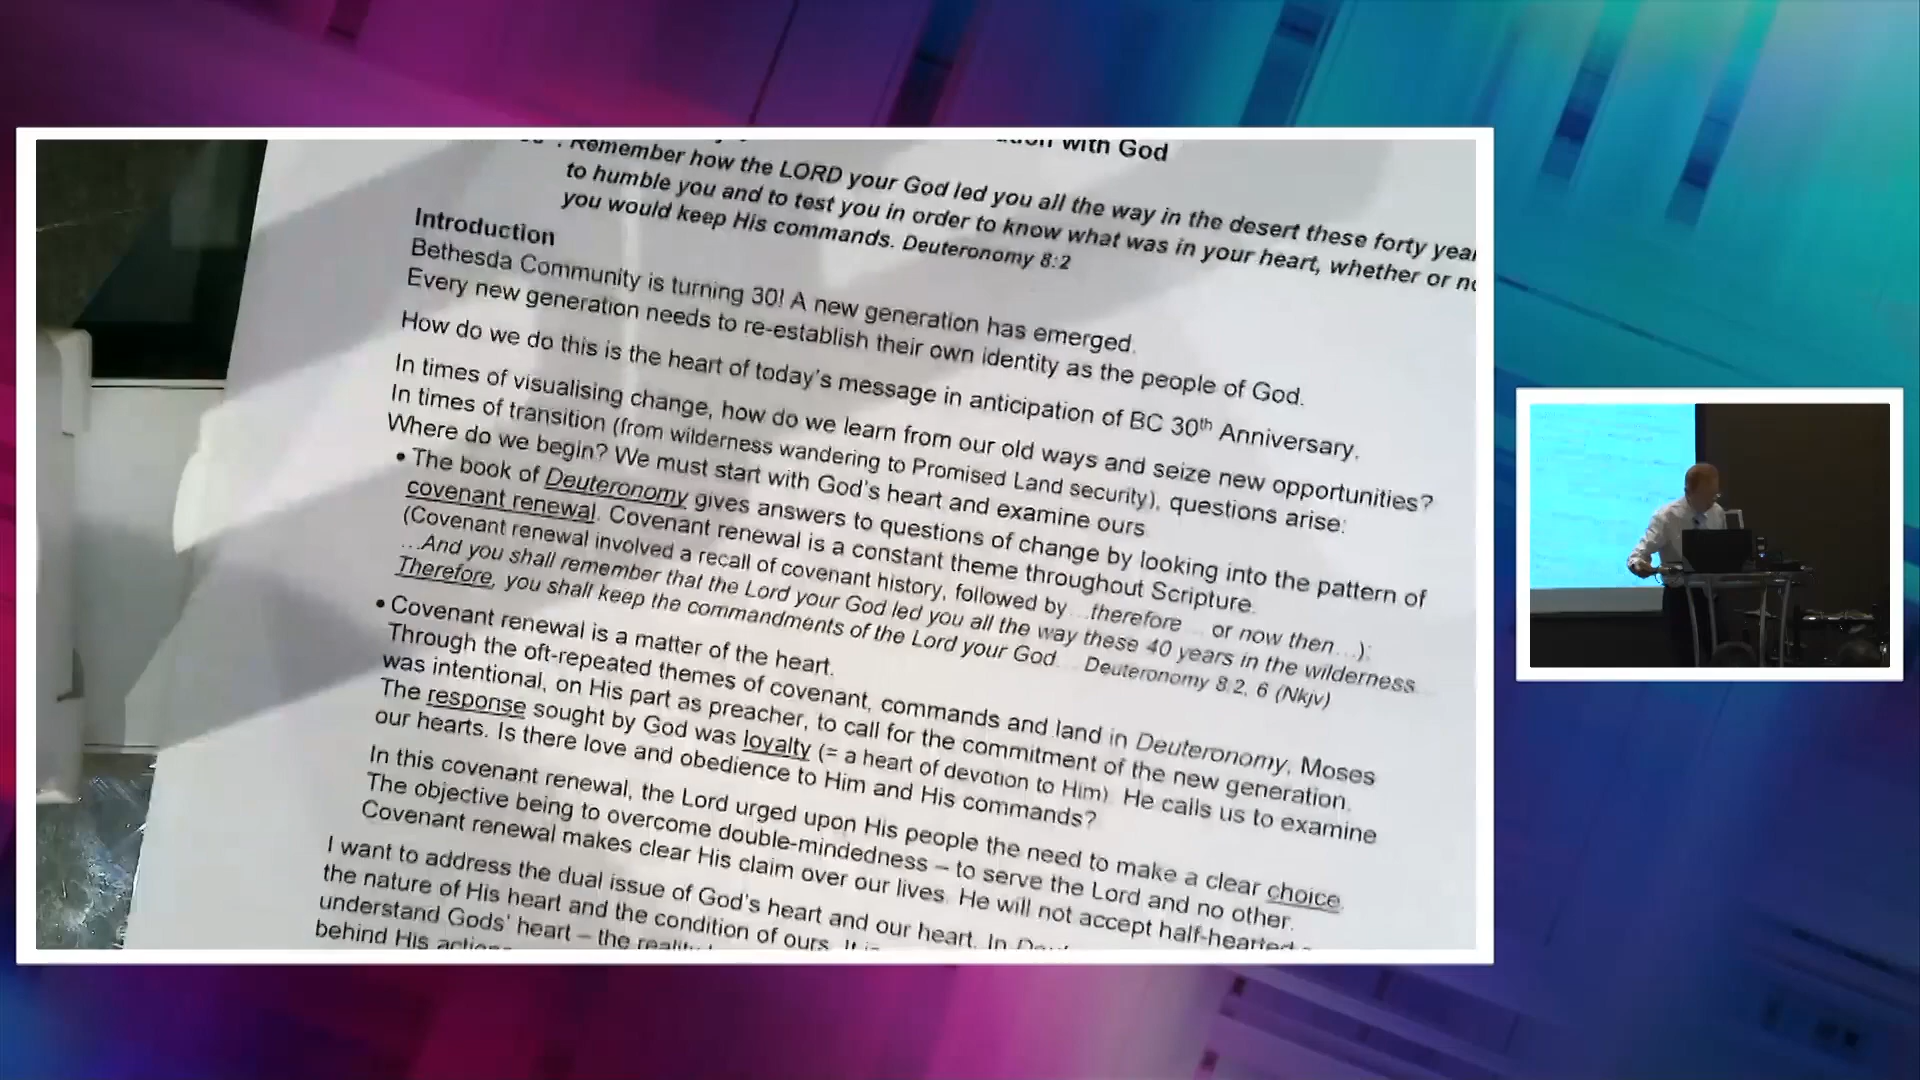 with God
Remember how the LORD your God led you all the way in the desert these forty
to humble you and to test you in order to know what was in your heart, whether or
you would keep His commands. Deuteronomy 8:2
Introduction
Bethesda Community is turning 30! A new generation has emerged.
Every new generation needs to re-establish their own identity as the people of God.
How do we do this is the heart of today's message in anticipation of BC 30th Anniversary.
In times of visualising change, how do we learn from our old ways and seize new opportunities?
In times of transition (from wilderness wandering to Promised Land security), questions arise:
Where do we begin? We must start with God's heart and examine ours
• The book of Deuteronomy gives answers to questions of change by looking into the pattern of
covenant renewal. Covenant renewal is a constant theme throughout Scripture.
(Covenant renewal involved a recall of covenant history, followed by ...therefore ... or now then...):
...And you shall remember that the Lord your God led you all the way these 40 years in the wilderness...
Therefore, you shall keep the commandments of the Lord your God... Deuteronomy 8:2, 6 (Nkjv)
• Covenant renewal is a matter of the heart.
Through the oft-repeated themes of covenant, commands and land in Deuteronomy, Moses
was intentional, on His part as preacher, to call for the commitment of the new generation.
The response sought by God was loyalty (= a heart of devotion to Him). He calls us to examine
our hearts. Is there love and obedience to Him and His commands?
In this covenant renewal, the Lord urged upon His people the need to make a clear choice.
The objective being to overcome double-mindedness – to serve the Lord and no other.
Covenant renewal makes clear His claim over our lives. He will not accept half-hearted
I want to address the dual issue of God's heart and our heart. In
the nature of His heart and the condition of ours. It
understand Gods' heart – the
behind His